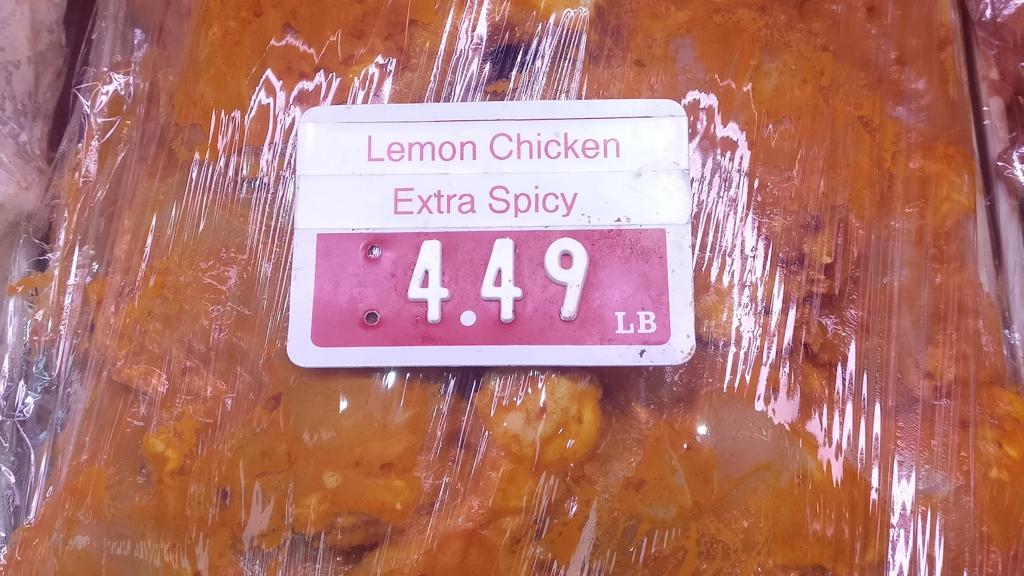 Lemon Chicken
Extra Spicy
4.49 LB